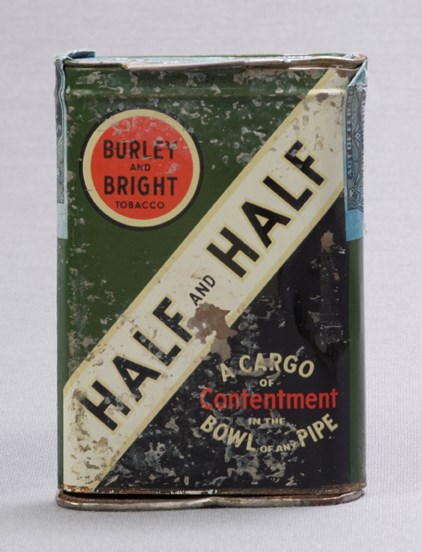 BURLEY
AND
BRIGHT
TOBACCO
HALF AND HALF
A CARGO
OF
Contentment
IN THE
BOWL OF ANY PIPE